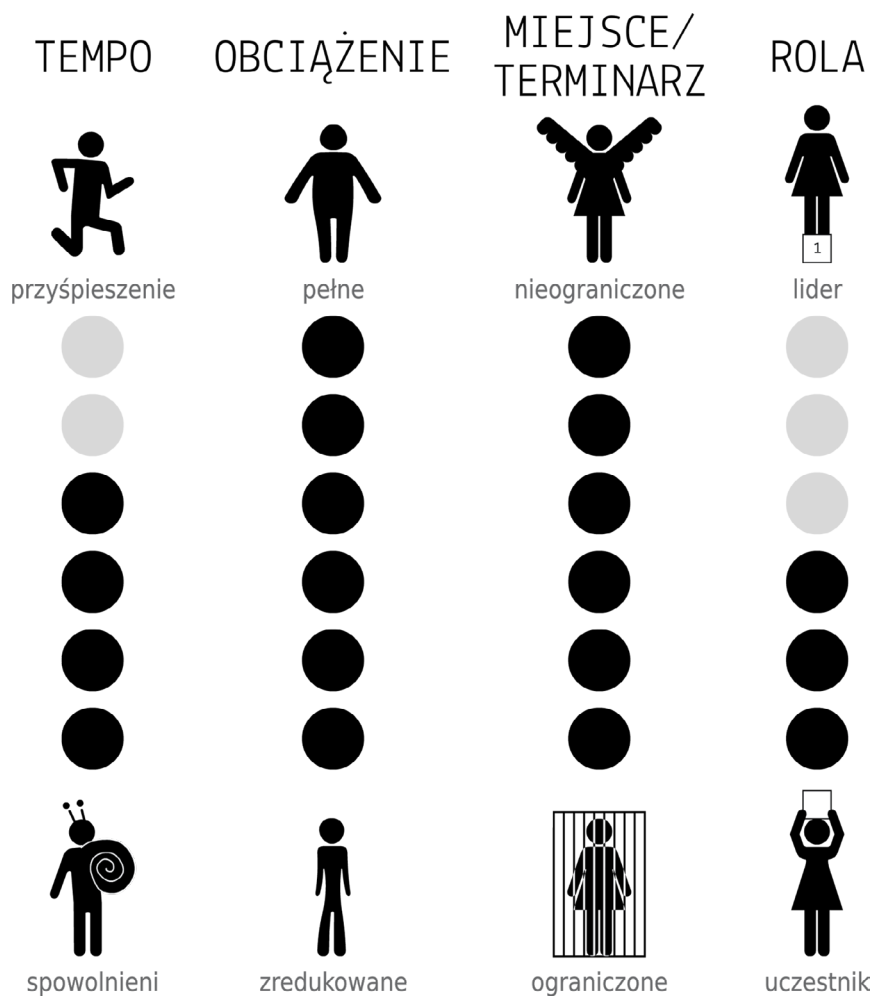 TEMPO
OBCIĄŻENIE
MIEJSCE/
TERMINARZ
ROLA
1
przyśpieszenie
pełne
nieograniczone
lider
spowolnieni
zredukowane
ograniczone
uczestnik